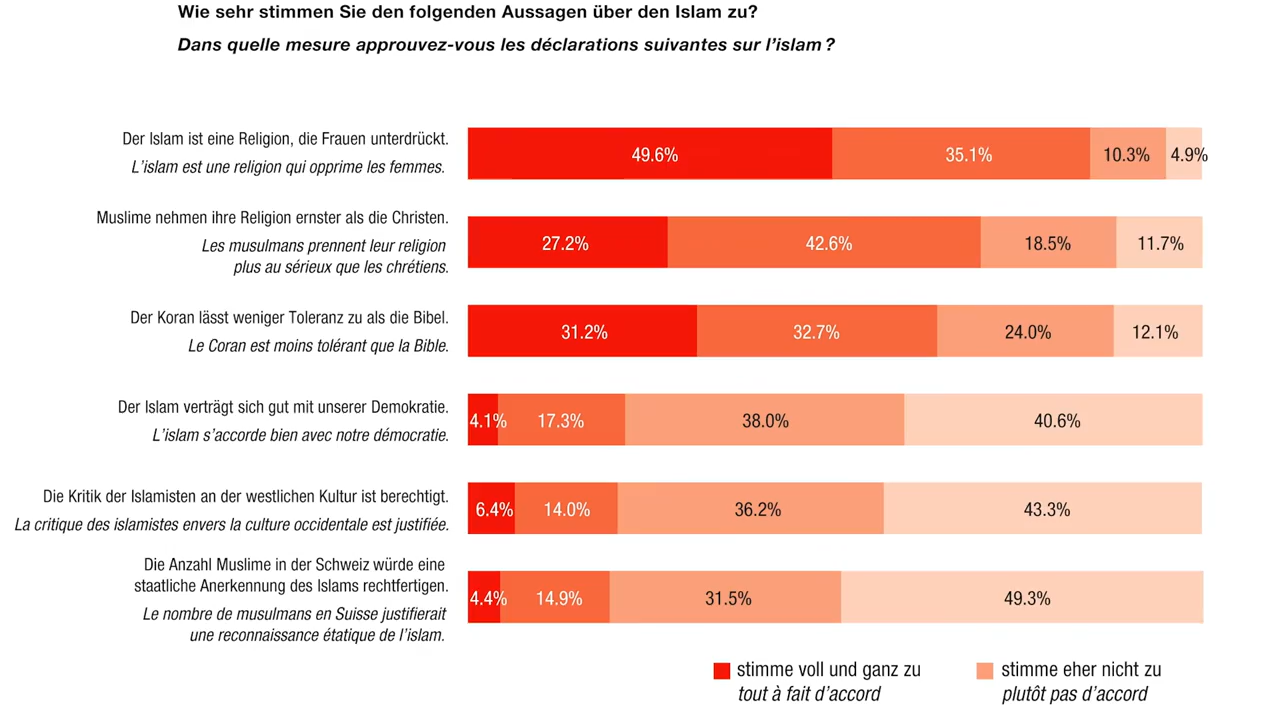 Wie sehr stimmen Sie den folgenden Aussagen über den Islam zu?
Dans quelle mesure approuvez-vous les déclarations suivantes sur l'islam ?
Der Islam ist eine Religion, die Frauen unterdrückt.
L'islam est une religion qui opprime les femmes.
49.6% 35.1% 10.3% 4.9%
Muslime nehmen ihre Religion ernster als die Christen.
Les musulmans prennent leur religion
plus au sérieux que les chrétiens.
27.2% 42.6% 18.5% 11.7%
Der Koran lässt weniger Toleranz zu als die Bibel.
Le Coran est moins tolérant que la Bible.
31.2% 32.7% 24.0% 12.1%
Der Islam verträgt sich gut mit unserer Demokratie.
L'islam s'accorde bien avec notre démocratie.
4.1% 17.3% 38.0% 40.6%
Die Kritik der Islamisten an der westlichen Kultur ist berechtigt.
La critique des islamistes envers la culture occidentale est justifiée.
6.4% 14.0% 36.2% 43.3%
Die Anzahl Muslime in der Schweiz würde eine
staatliche Anerkennung des Islams rechtfertigen.
Le nombre de musulmans en Suisse justifierait
une reconnaissance étatique de l'islam.
4.4% 14.9% 31.5% 49.3%
stimme voll und ganz zu
tout à fait d'accord
stimme eher nicht zu
plutôt pas d'accord